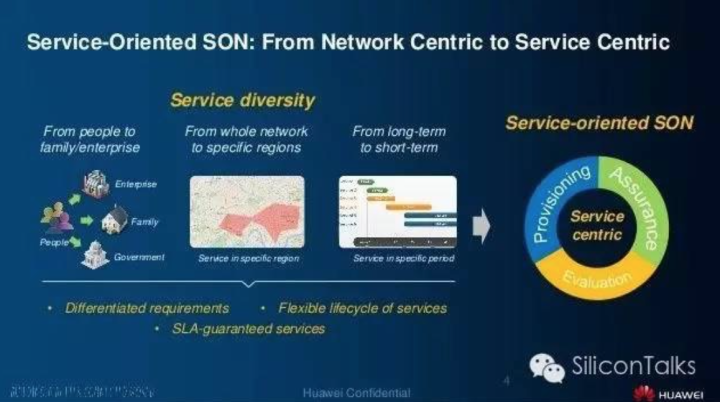 Service-Oriented SON: From Network Centric to Service Centric
Service diversity
From people to
family/enterprise
From whole network
to specific regions
From long-term
to short-term
Service-oriented SON
Enterprise
Family
People
Government
Service in specific region
Service in specific period
Provisioning
Assurance
Evaluation
Service
centric
• Differentiated requirements
• Flexible lifecycle of services
• SLA-guaranteed services
SiliconTalks
4
Huawei Confidential
HUAWEI